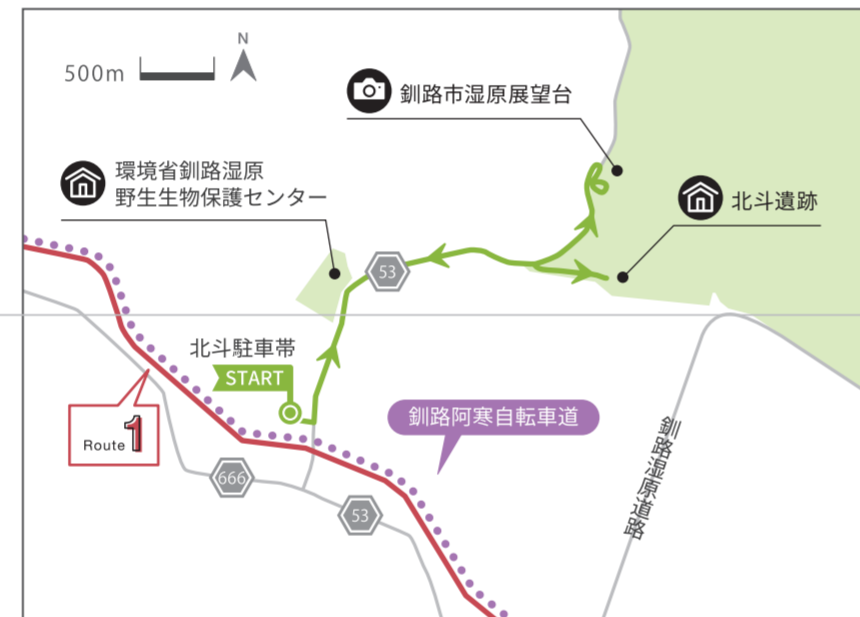 500m
N
釧路市湿原展望台
環境省釧路湿原
野生生物保護センター
北斗遺跡
53
北斗駐車帯
START
釧路阿寒自転車道
Route 1
666
53
釧路湿原道路